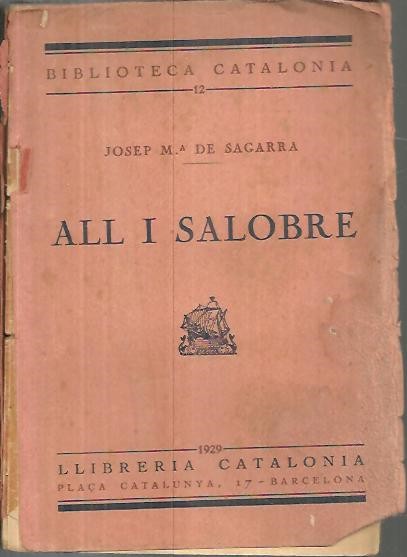 BIBLIOTECA CATALONIA
12
JOSEP M.ª DE SAGARRA
ALL I SALOBRE
1929
LLIBRERIA CATALONIA
PLAÇA CATALUNYA, 17 - BARCELONA